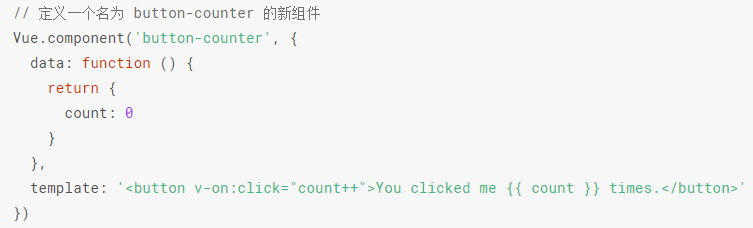 // 定义一个名为 button-counter 的新组件
Vue.component('button-counter', {
  data: function () {
    return {
      count: 0
    }
  },
  template: '<button v-on:click="count++">You clicked me {{ count }} times.</button>'
})